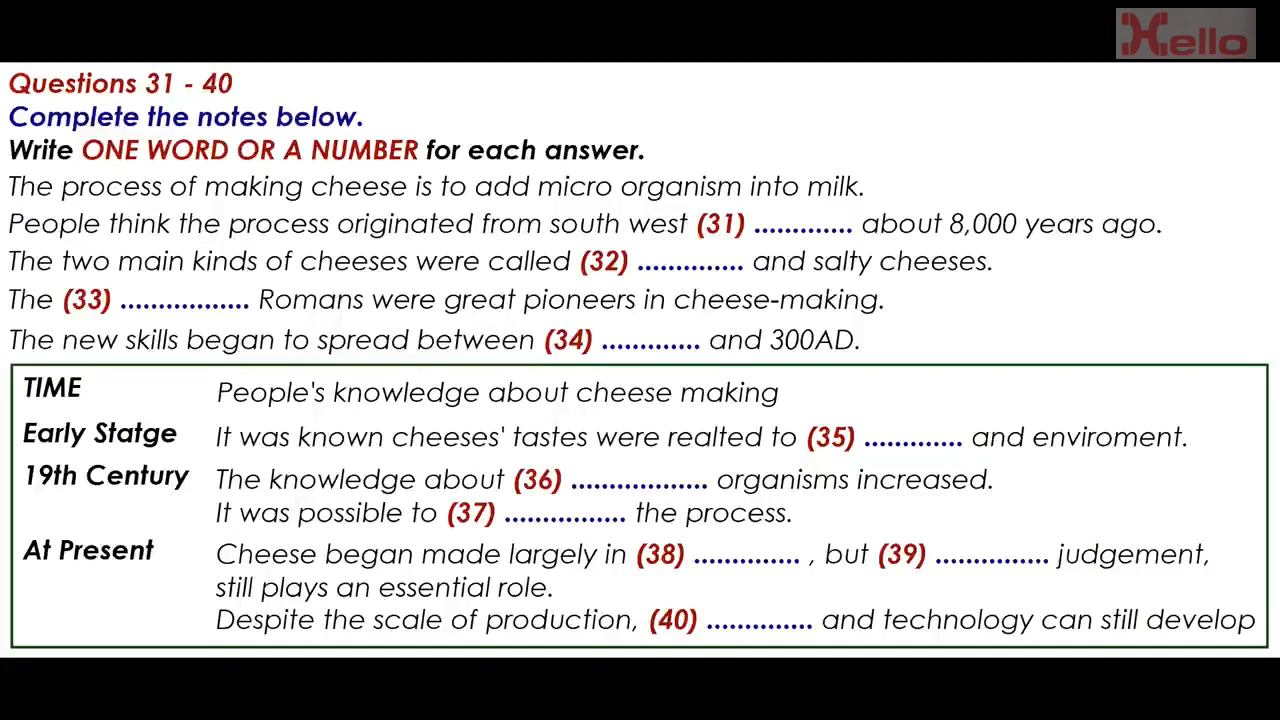 Xello
Questions 31 - 40
Complete the notes below.
Write ONE WORD OR A NUMBER for each answer.
The process of making cheese is to add micro organism into milk.
People think the process originated from south west (31) ............. about 8,000 years ago.
The two main kinds of cheeses were called (32) .............. and salty cheeses.
The (33) ................. Romans were great pioneers in cheese-making.
The new skills began to spread between (34) ............. and 300AD.
TIME People's knowledge about cheese making
Early Statge It was known cheeses' tastes were realted to (35) ............. and enviroment.
19th Century The knowledge about (36) .................. organisms increased.
It was possible to (37) ................ the process.
At Present Cheese began made largely in (38) .............. , but (39) ............... judgement,
still plays an essential role.
Despite the scale of production, (40) .............. and technology can still develop